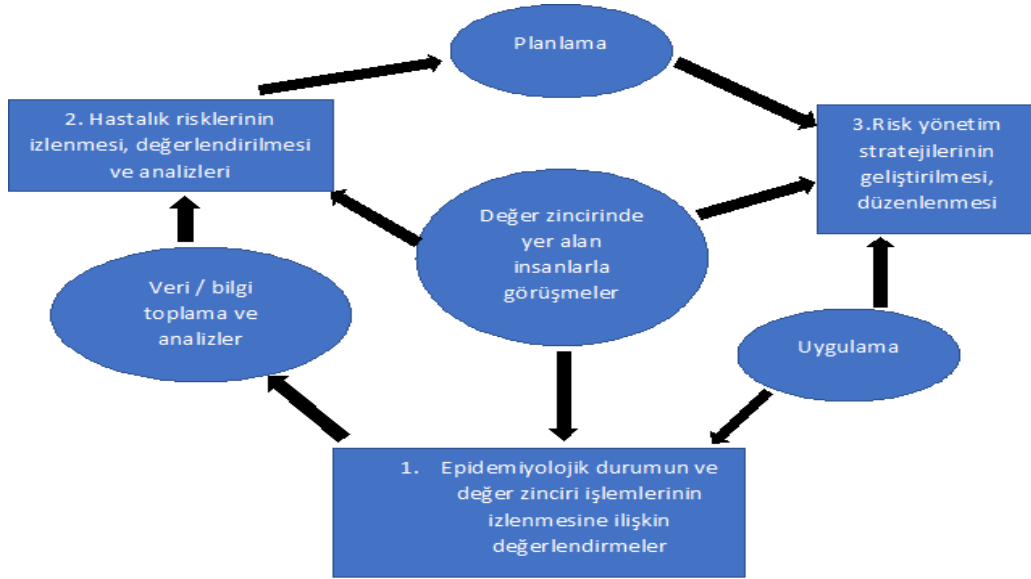 Planlama
2. Hastalık risklerinin
izlenmesi, değerlendirilmesi
ve analizleri
3.Risk yönetim
stratejilerinin
geliştirilmesi,
düzenlenmesi
Değer zincirinde
yer alan
insanlarla
görüşmeler
Veri / bilgi
toplama ve
analizler
Uygulama
1. Epidemiyolojik durumun ve
değer zinciri işlemlerinin
izlenmesine ilişkin
değerlendirmeler